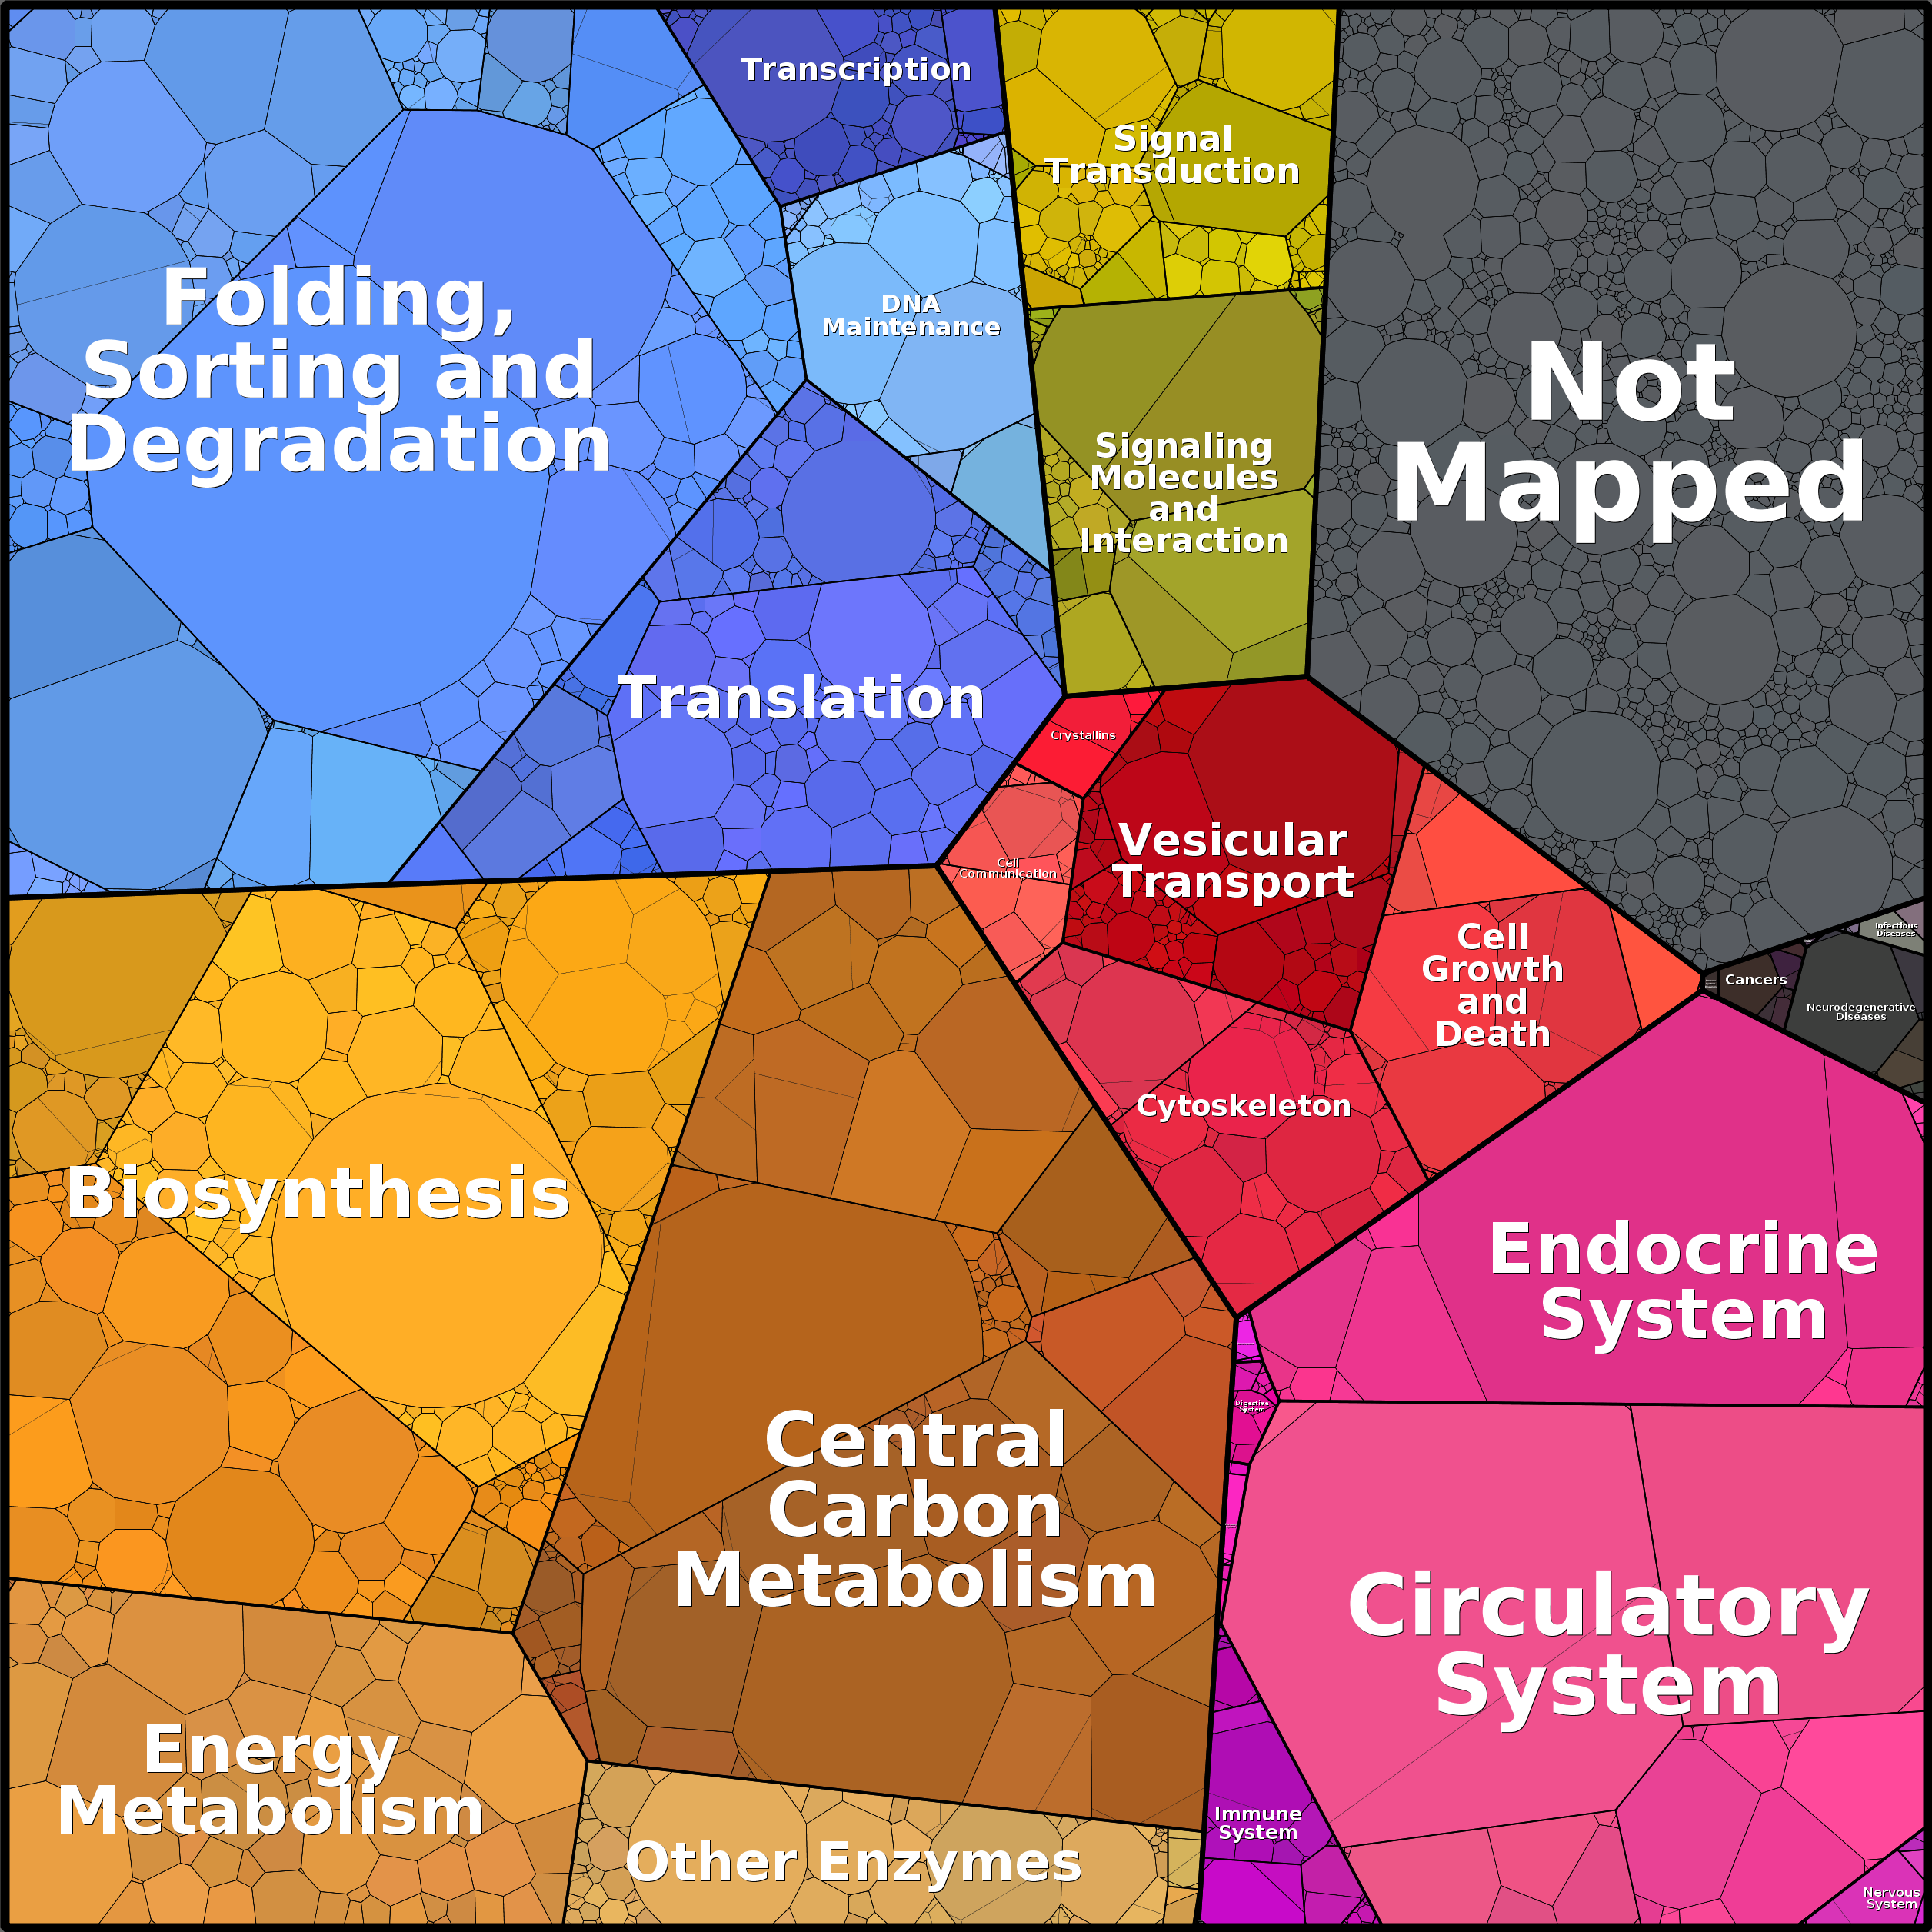 Transcription
Signal
Transduction
Folding,
Sorting and
Degradation
DNA
Maintenance
Not
Mapped
Signaling
Molecules
and
Interaction
Translation
Crystallins
Vesicular
Transport
Cell
Communication
Cell
Growth
and
Death
Infectious
Diseases
Cancers
Neurodegenerative
Diseases
Cytoskeleton
Biosynthesis
Endocrine
System
Digestive
System
Central
Carbon
Metabolism
Circulatory
System
Energy
Metabolism
Other Enzymes
Immune
System
Nervous
System